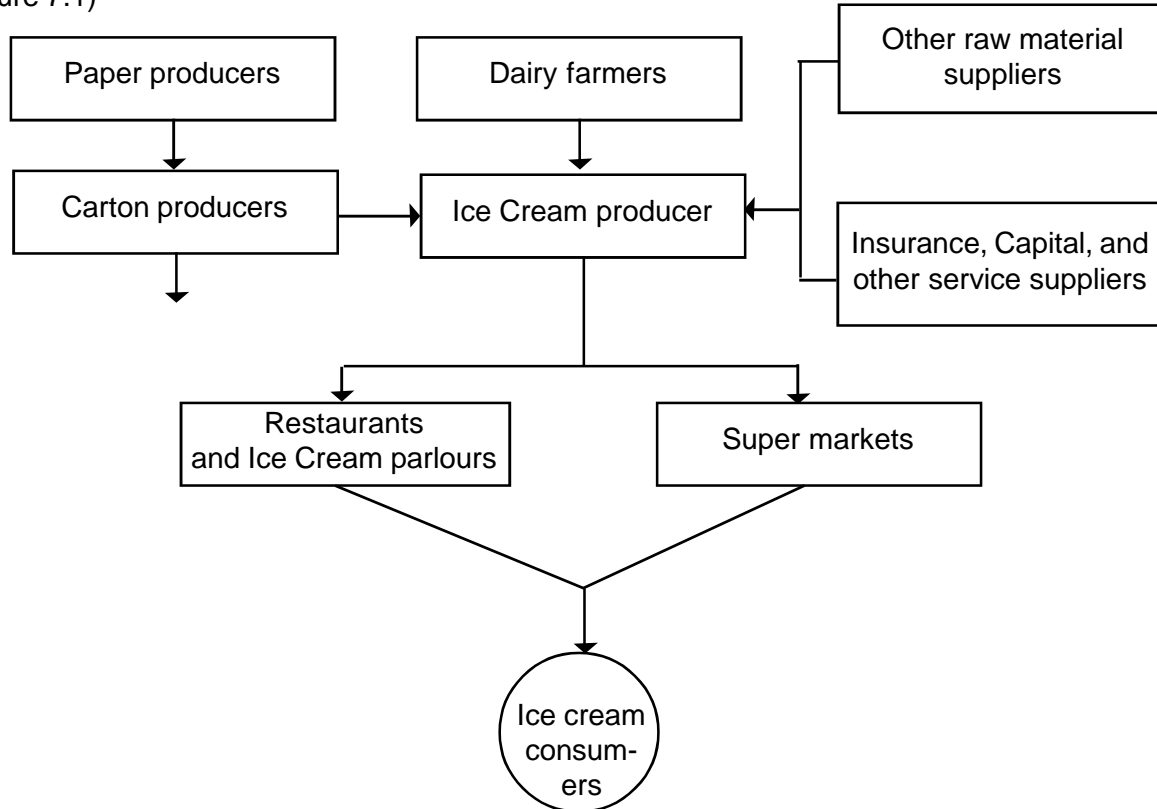 ure 7.1)
Paper producers
Dairy farmers
Other raw material
suppliers
Carton producers
Ice Cream producer
Insurance, Capital, and
other service suppliers
Restaurants
and Ice Cream parlours
Super markets
Ice cream
consum-
ers